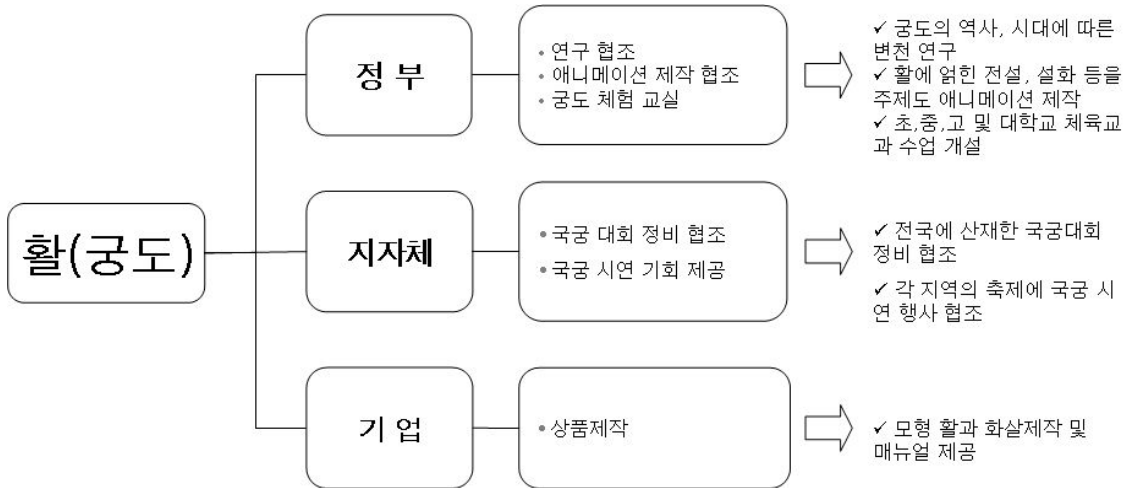 활(궁도)
정 부
• 연구 협조
• 애니메이션 제작 협조
• 궁도 체험 교실
✓ 궁도의 역사, 시대에 따른
변천 연구
✓ 활에 얽힌 전설, 설화 등을
주제도 애니메이션 제작
✓ 초,중,고 및 대학교 체육교
과 수업 개설
지자체
• 국궁 대회 정비 협조
• 국궁 시연 기회 제공
✓ 전국에 산재한 국궁대회
정비 협조
✓ 각 지역의 축제에 국궁 시
연 행사 협조
기 업
• 상품제작
✓ 모형 활과 화살제작 및
매뉴얼 제공